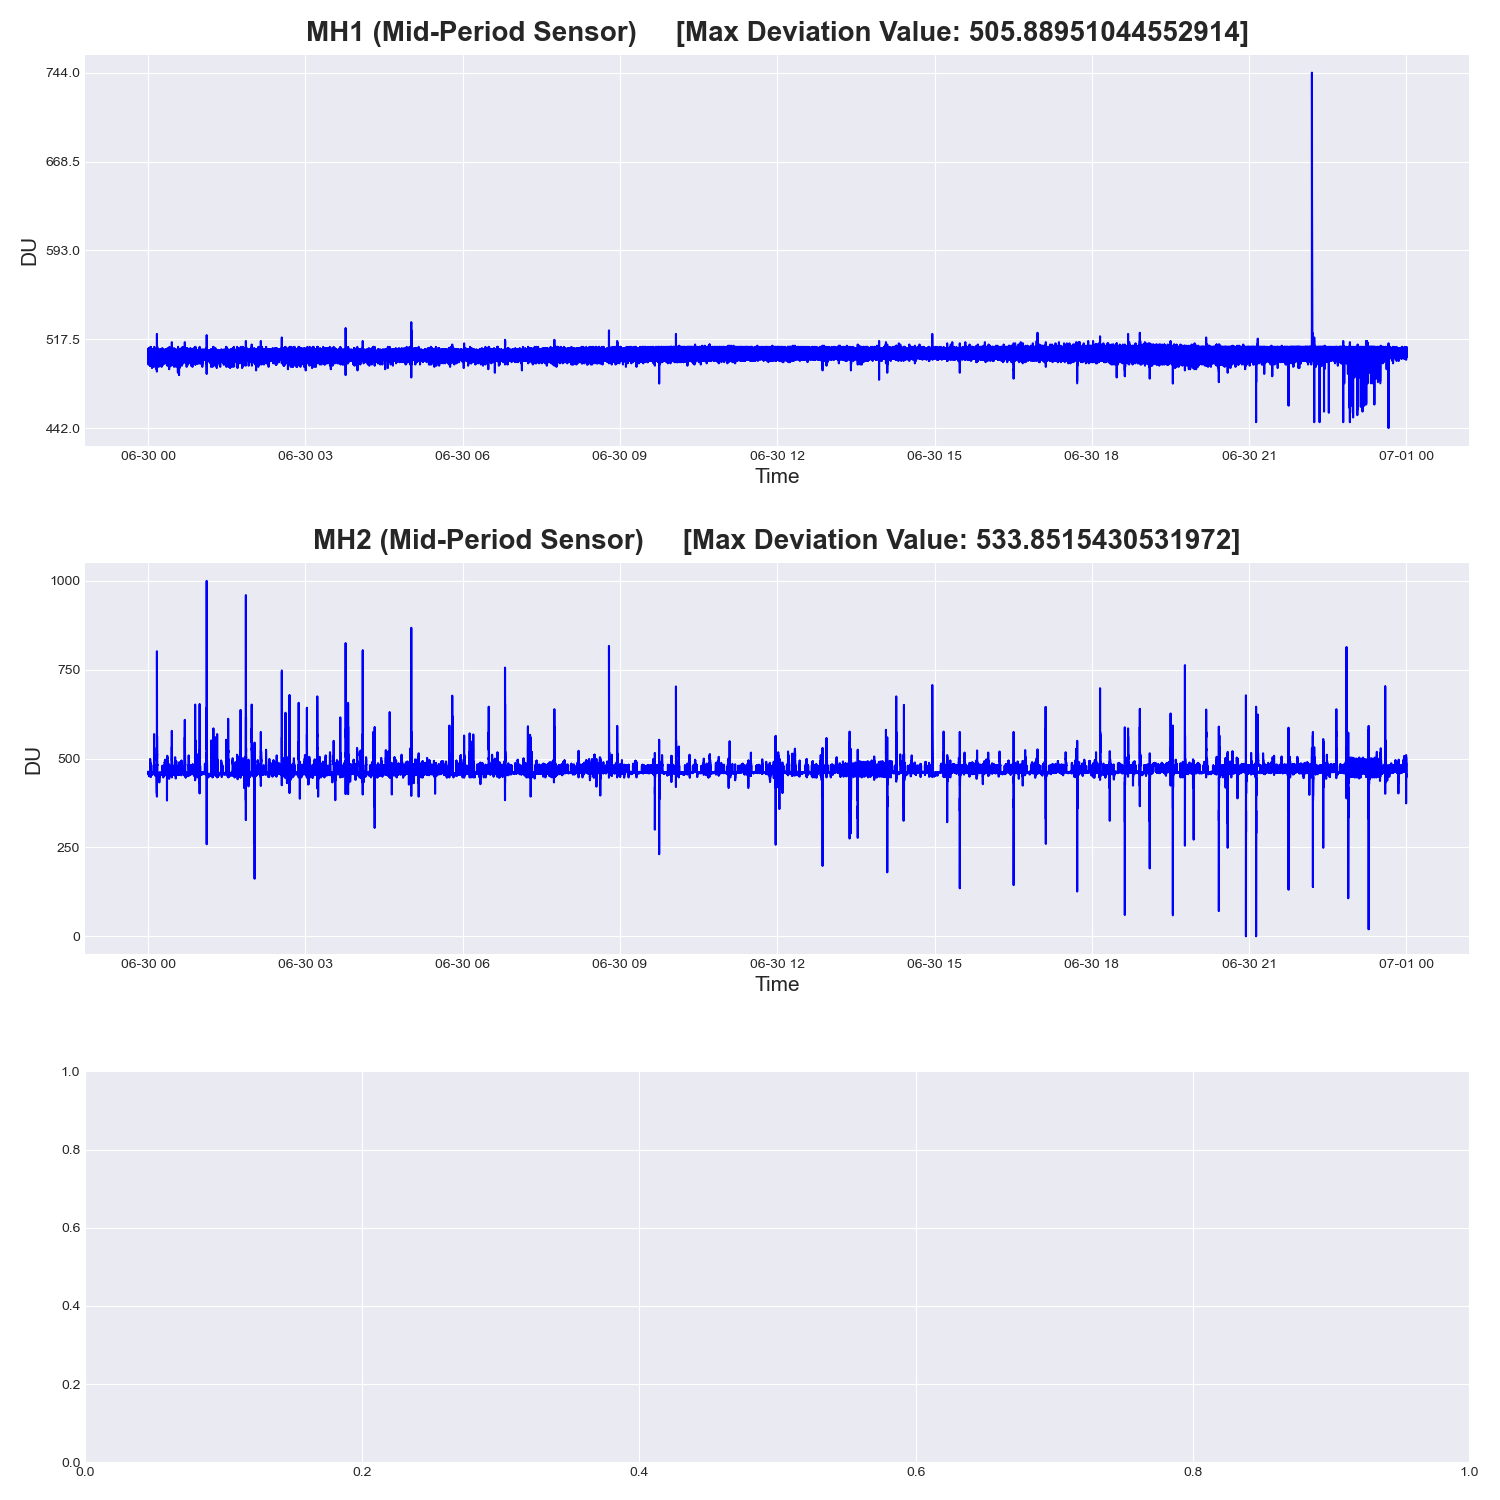 MH1 (Mid-Period Sensor) [Max Deviation Value: 505.88951044552914]
744.0
668.5
593.0
517.5
442.0
DU
06-30 00 06-30 03 06-30 06 06-30 09 06-30 12 06-30 15 06-30 18 06-30 21 07-01 00
Time
MH2 (Mid-Period Sensor) [Max Deviation Value: 533.8515430531972]
1000
750
500
250
0
DU
06-30 00 06-30 03 06-30 06 06-30 09 06-30 12 06-30 15 06-30 18 06-30 21 07-01 00
Time
1.0
0.8
0.6
0.4
0.2
0.0
0.0 0.2 0.4 0.6 0.8 1.0